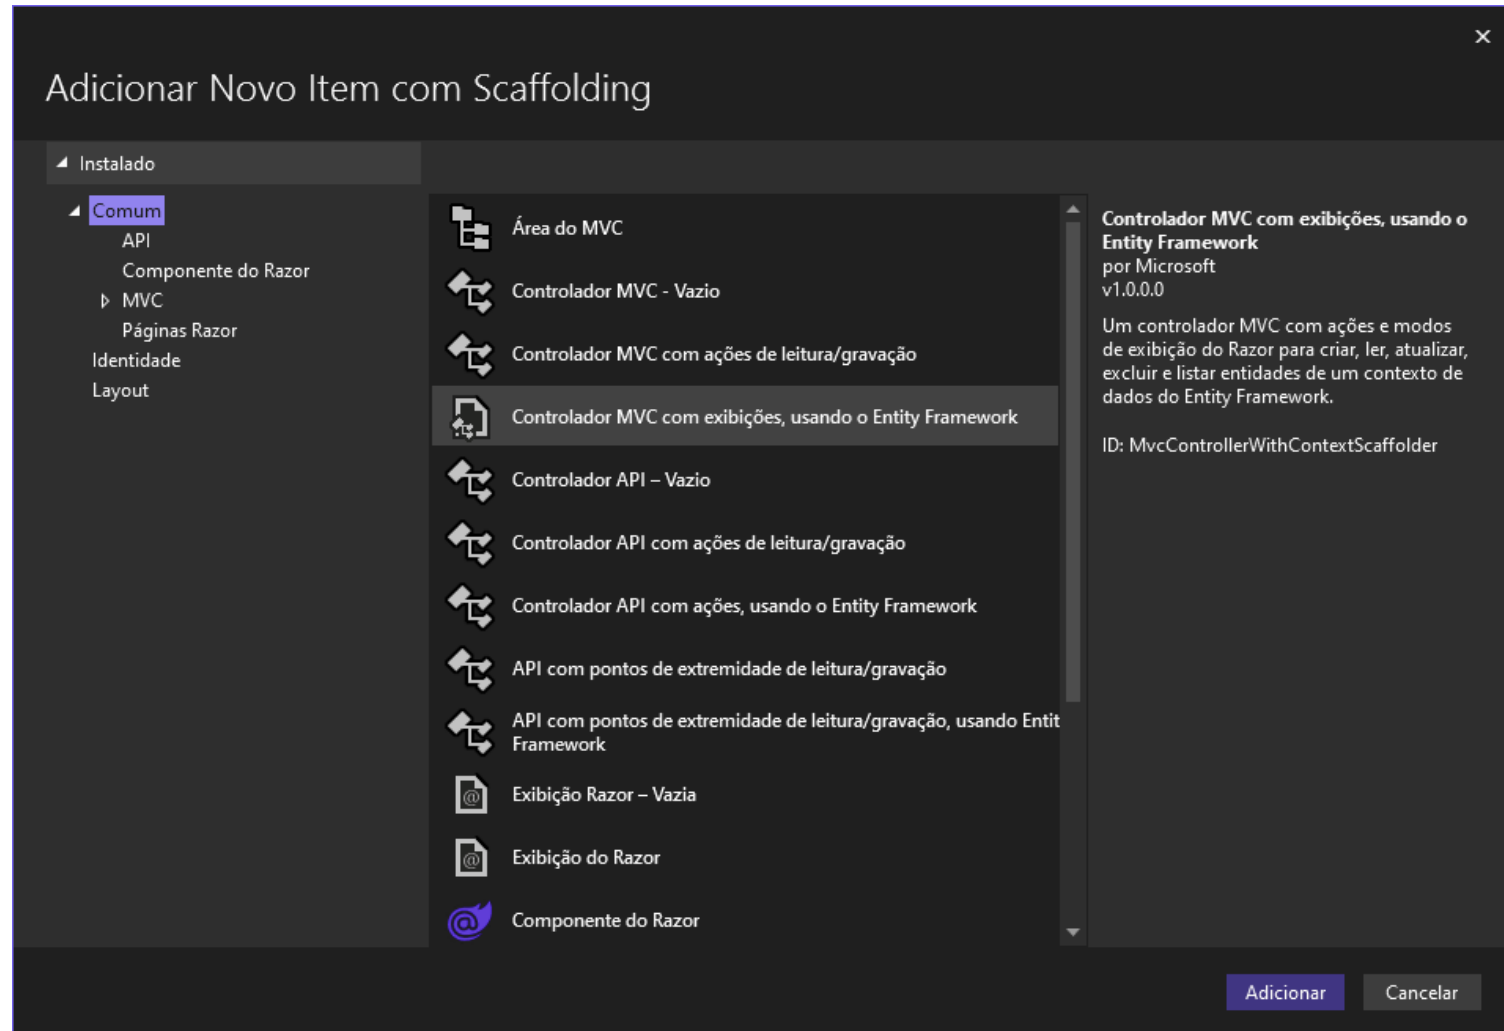 Adicionar Novo Item com Scaffolding
Instalado
Comum
API
Componente do Razor
MVC
Páginas Razor
Identidade
Layout
Área do MVC
Controlador MVC - Vazio
Controlador MVC com ações de leitura/gravação
Controlador MVC com exibições, usando o Entity Framework
Controlador API – Vazio
Controlador API com ações de leitura/gravação
Controlador API com ações, usando o Entity Framework
API com pontos de extremidade de leitura/gravação
API com pontos de extremidade de leitura/gravação, usando Entit
Framework
Exibição Razor – Vazia
Exibição do Razor
Componente do Razor
Controlador MVC com exibições, usando o
Entity Framework
por Microsoft
v1.0.0.0
Um controlador MVC com ações e modos
de exibição do Razor para criar, ler, atualizar,
excluir e listar entidades de um contexto de
dados do Entity Framework.
ID: MvcControllerWithContextScaffolder
Adicionar
Cancelar